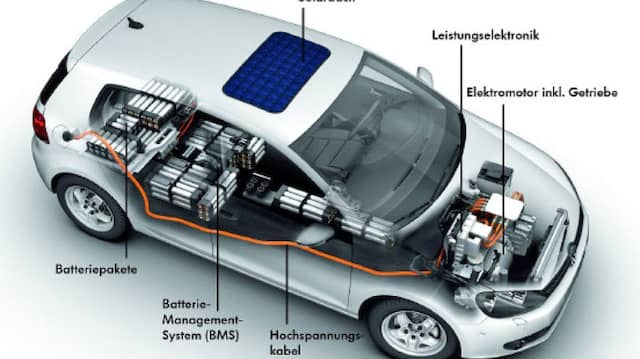 Leistungselektronik
Elektromotor inkl. Getriebe
Batteriepakete
Batterie-
Management-
System (BMS)
Hochspannungs-
kabel